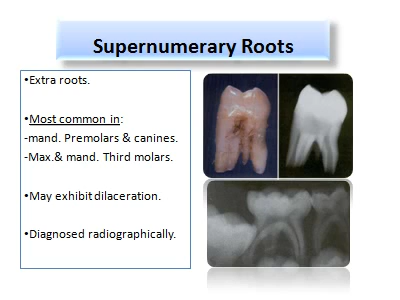 Supernumerary Roots
•Extra roots.
•Most common in:
-mand. Premolars & canines.
-Max.& mand. Third molars.
•May exhibit dilaceration.
•Diagnosed radiographically.